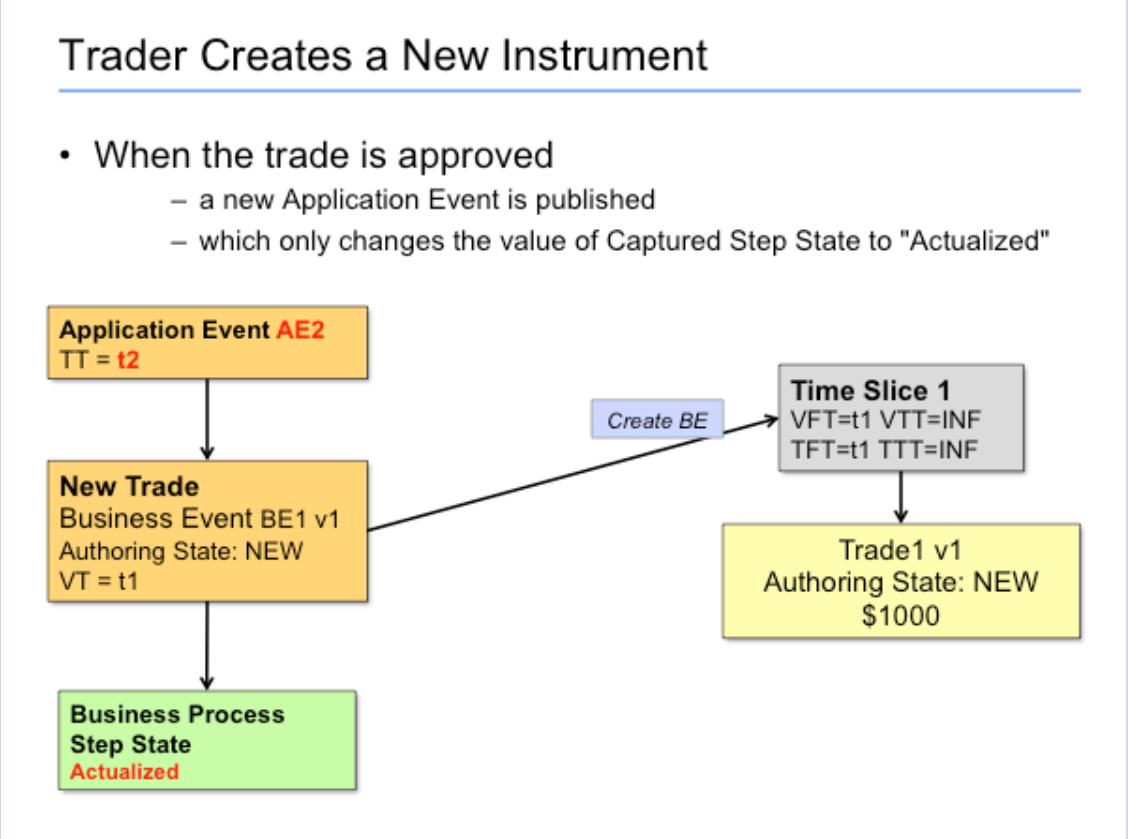 Trader Creates a New Instrument
• When the trade is approved
– a new Application Event is published
– which only changes the value of Captured Step State to "Actualized"
Application Event AE2
TT = t2
New Trade
Business Event BE1 v1
Authoring State: NEW
VT = t1
Business Process
Step State
Actualized
Create BE
Time Slice 1
VFT=t1 VTT=INF
TFT=t1 TTT=INF
Trade1 v1
Authoring State: NEW
$1000